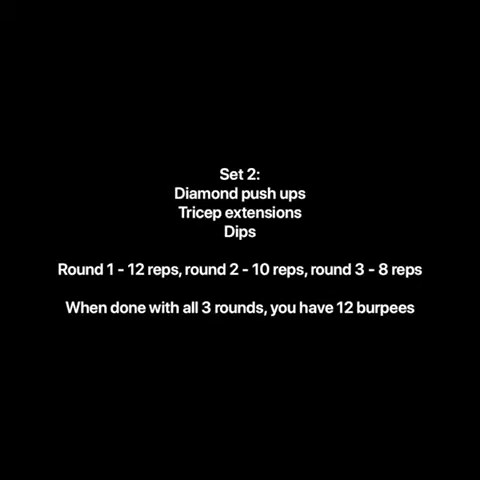 Set 2:
Diamond push ups
Tricep extensions
Dips
Round 1 - 12 reps, round 2 - 10 reps, round 3 - 8 reps
When done with all 3 rounds, you have 12 burpees